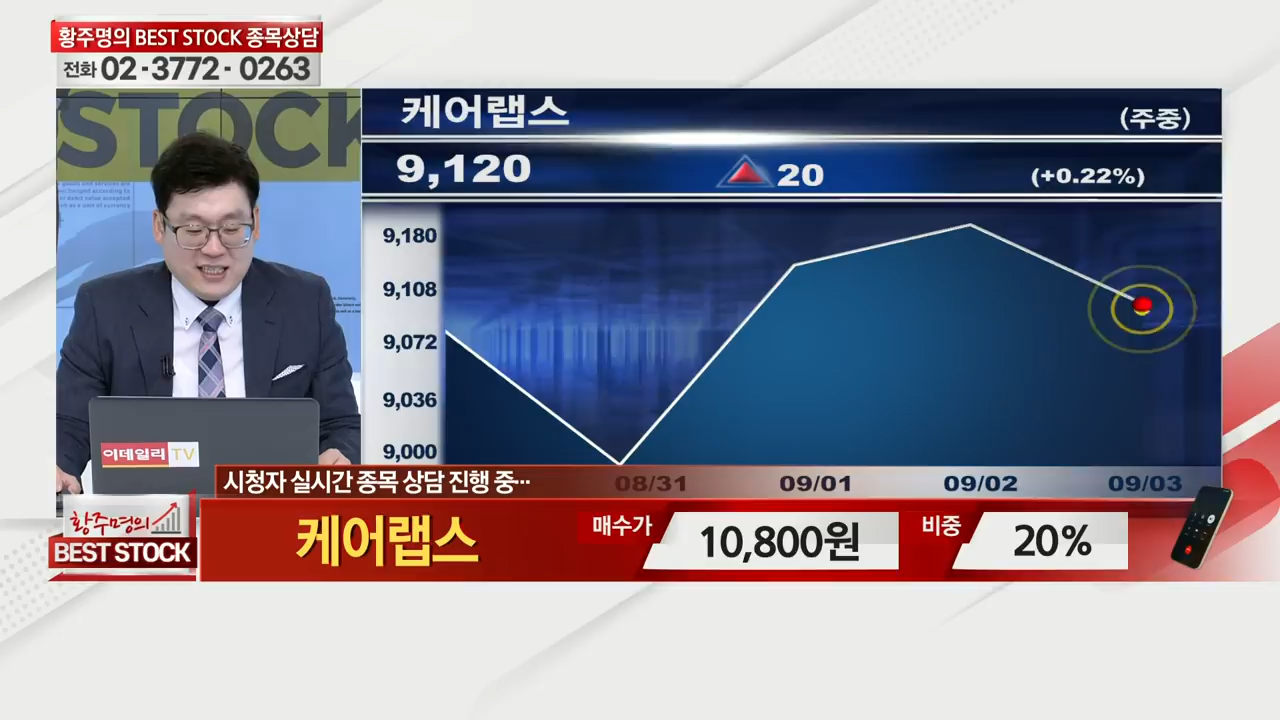 황주명의 BEST STOCK 종목상담
전화 02-3772-0263
STOCK
케어랩스
(주중)
9,120
20
(+0.22%)
9,180
9,108
9,072
9,036
9,000
08/31
09/01
09/02
09/03
이데일리TV
시청자 실시간 종목 상담 진행 중...
황주명의
BEST STOCK
케어랩스
매수가
10,800원
비중
20%